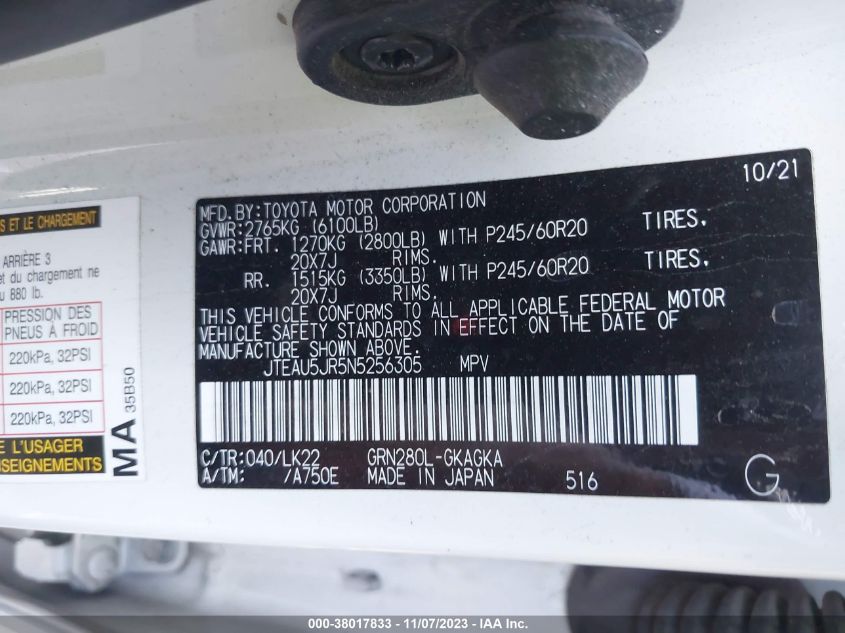 S ET LE CHARGEMENT
ARRIÈRE 3
et du chargement ne
u 880 lb.
PRESSION DES
PNEUS À FROID
220kPa, 32PSI
220kPa, 32PSI
220kPa, 32PSI
E L'USAGER
NSEIGNEMENTS
MA 35B50
10/21
MFD.BY:TOYOTA MOTOR CORPORATION
GVWR:2765KG (6100LB)
GAWR:FRT. 1270KG (2800LB) WITH P245/60R20 TIRES,
20X7J RIMS.
RR. 1515KG (3350LB) WITH P245/60R20 TIRES,
20X7J RIMS.
THIS VEHICLE CONFORMS TO ALL APPLICABLE FEDERAL MOTOR
VEHICLE SAFETY STANDARDS IN EFFECT ON THE DATE OF
MANUFACTURE SHOWN ABOVE.
JTEAU5JR5N5256305 MPV
C/TR:040/LK22 GRN280L-GKAGKA
A/TM: /A750E MADE IN JAPAN 516
G
000-38017833 - 11/07/2023 - IAA Inc.